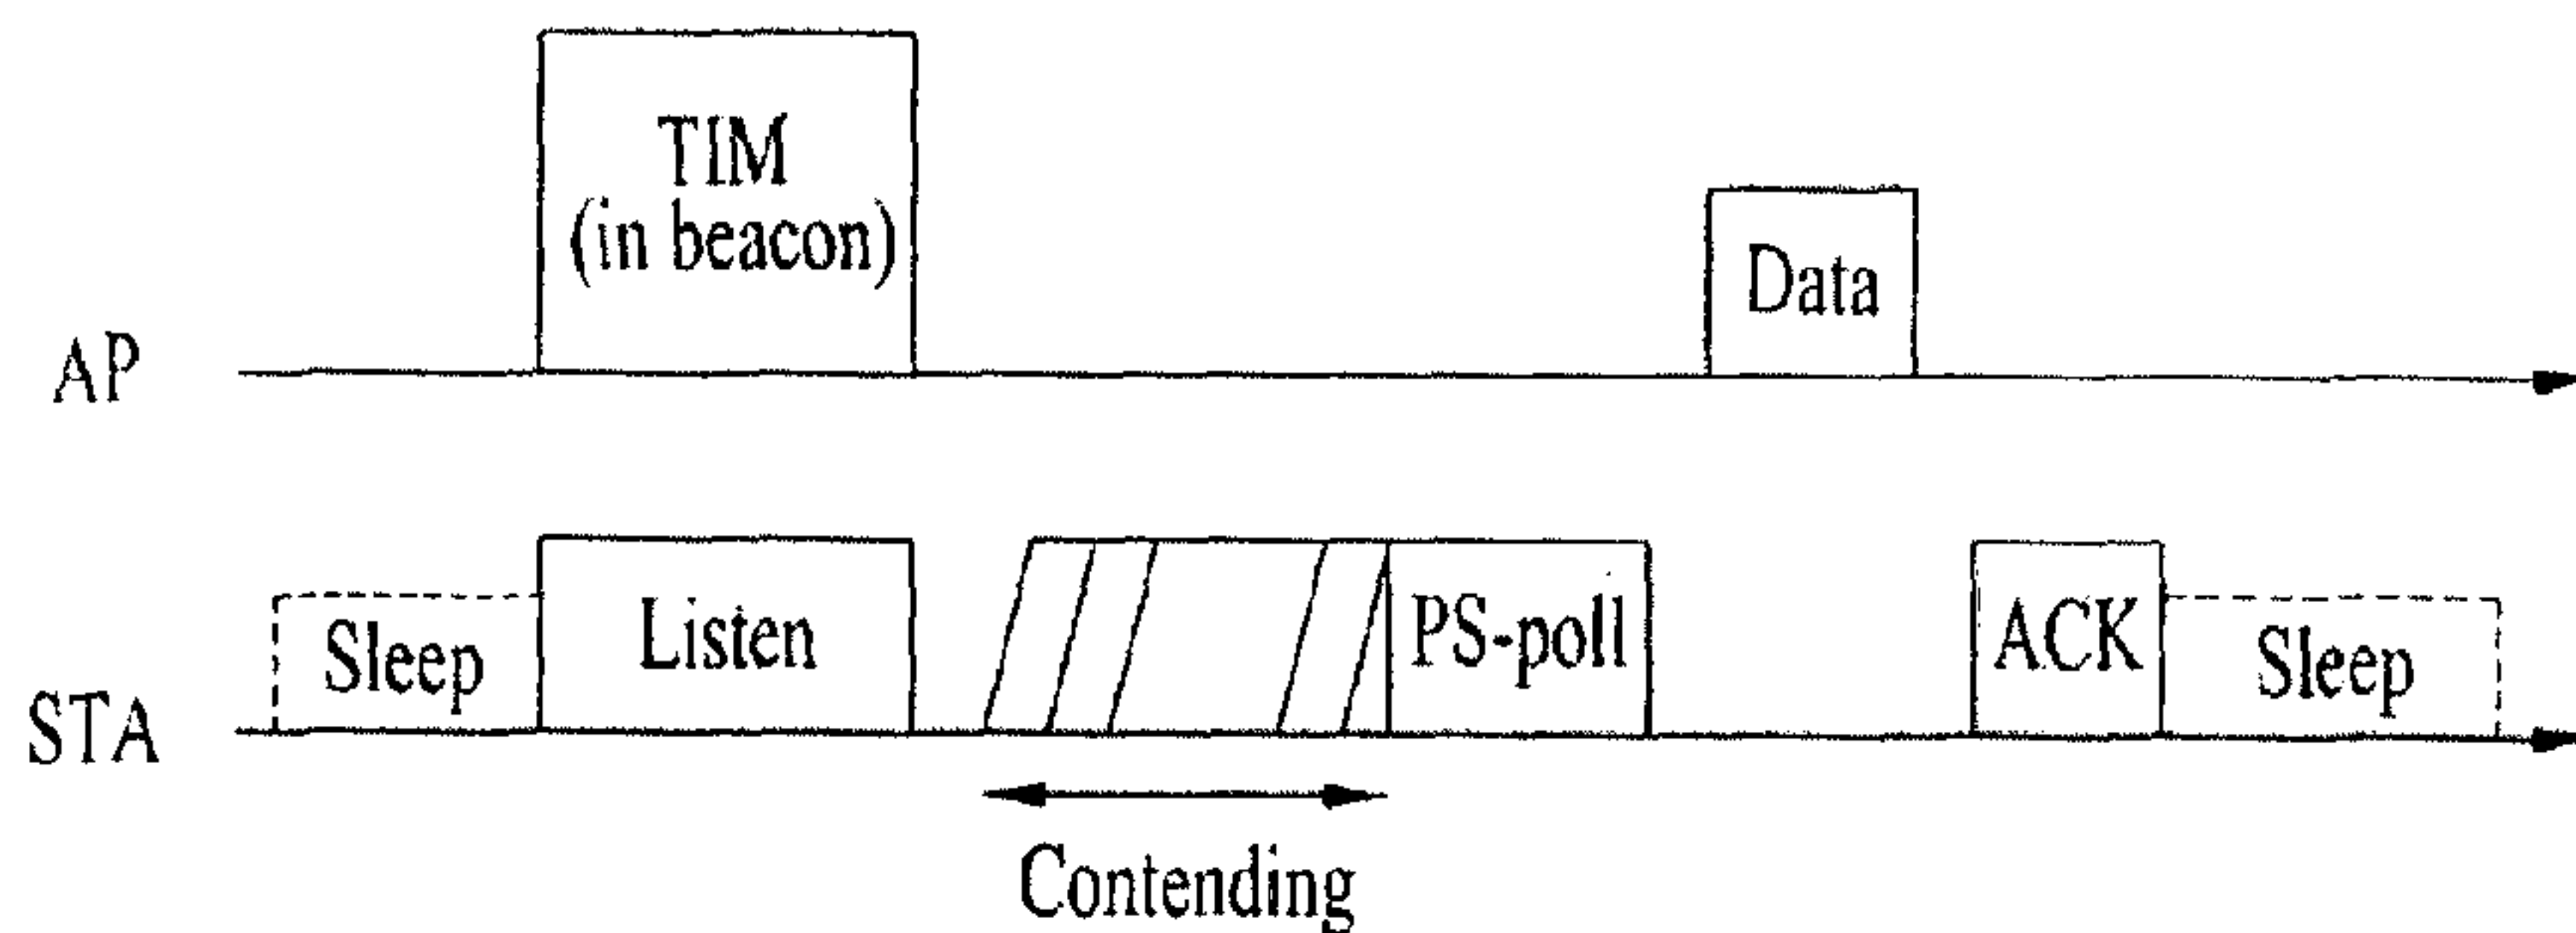 TIM
(in beacon)
Data
AP
Sleep
Listen
PS-poll
ACK
Sleep
STA
Contending